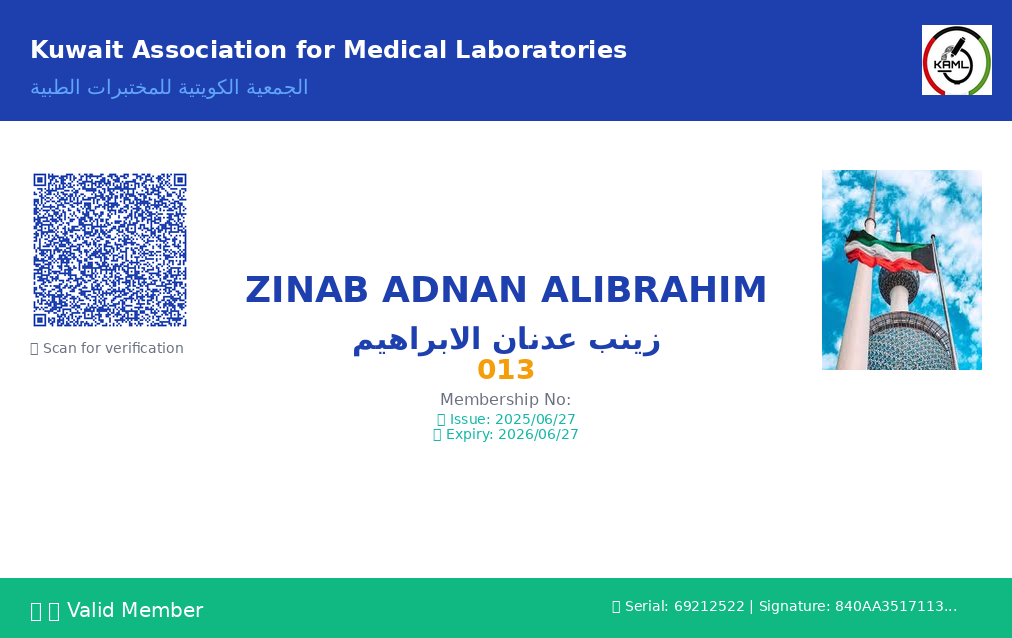 Kuwait Association for Medical Laboratories
الجمعية الكويتية للمختبرات الطبية
KAML
Scan for verification
ZINAB ADNAN ALIBRAHIM
زينب عدنان الابراهيم
013
Membership No:
Issue: 2025/06/27
Expiry: 2026/06/27
Valid Member
Serial: 69212522 | Signature: 840AA3517113...